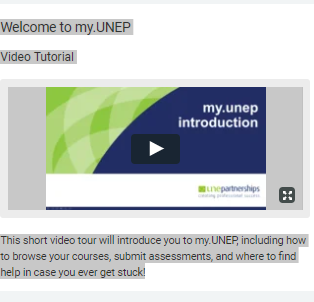 Welcome to my.UNEP
Video Tutorial
my.unep
introduction
unepartnerships
creating professional success
This short video tour will introduce you to my.UNEP, including how
to browse your courses, submit assessments, and where to find
help in case you ever get stuck!